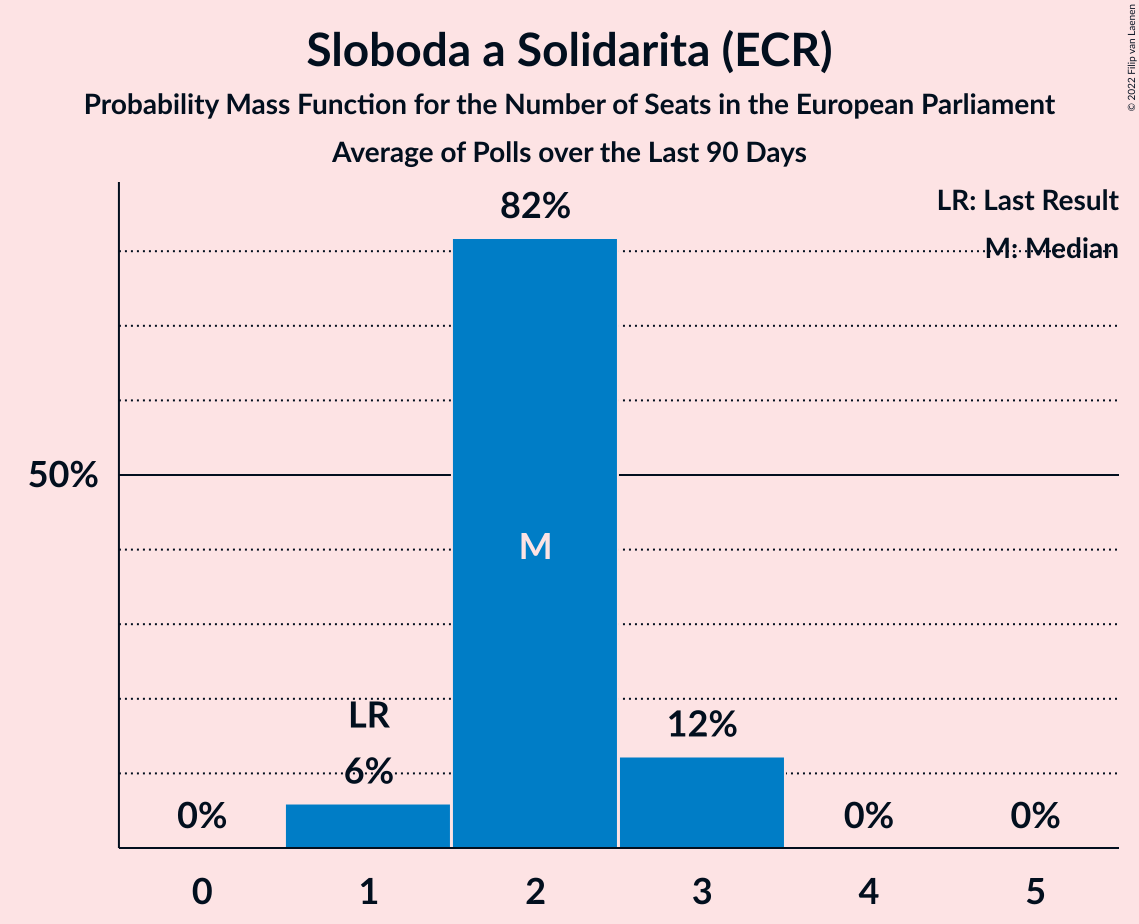 Sloboda a Solidarita (ECR)
Probability Mass Function for the Number of Seats in the European Parliament
Average of Polls over the Last 90 Days
© 2022 Filip van Laenen
LR: Last Result
M: Median
82%
50%
M
LR
12%
6%
0%
0%
0%
0
1
2
3
4
5